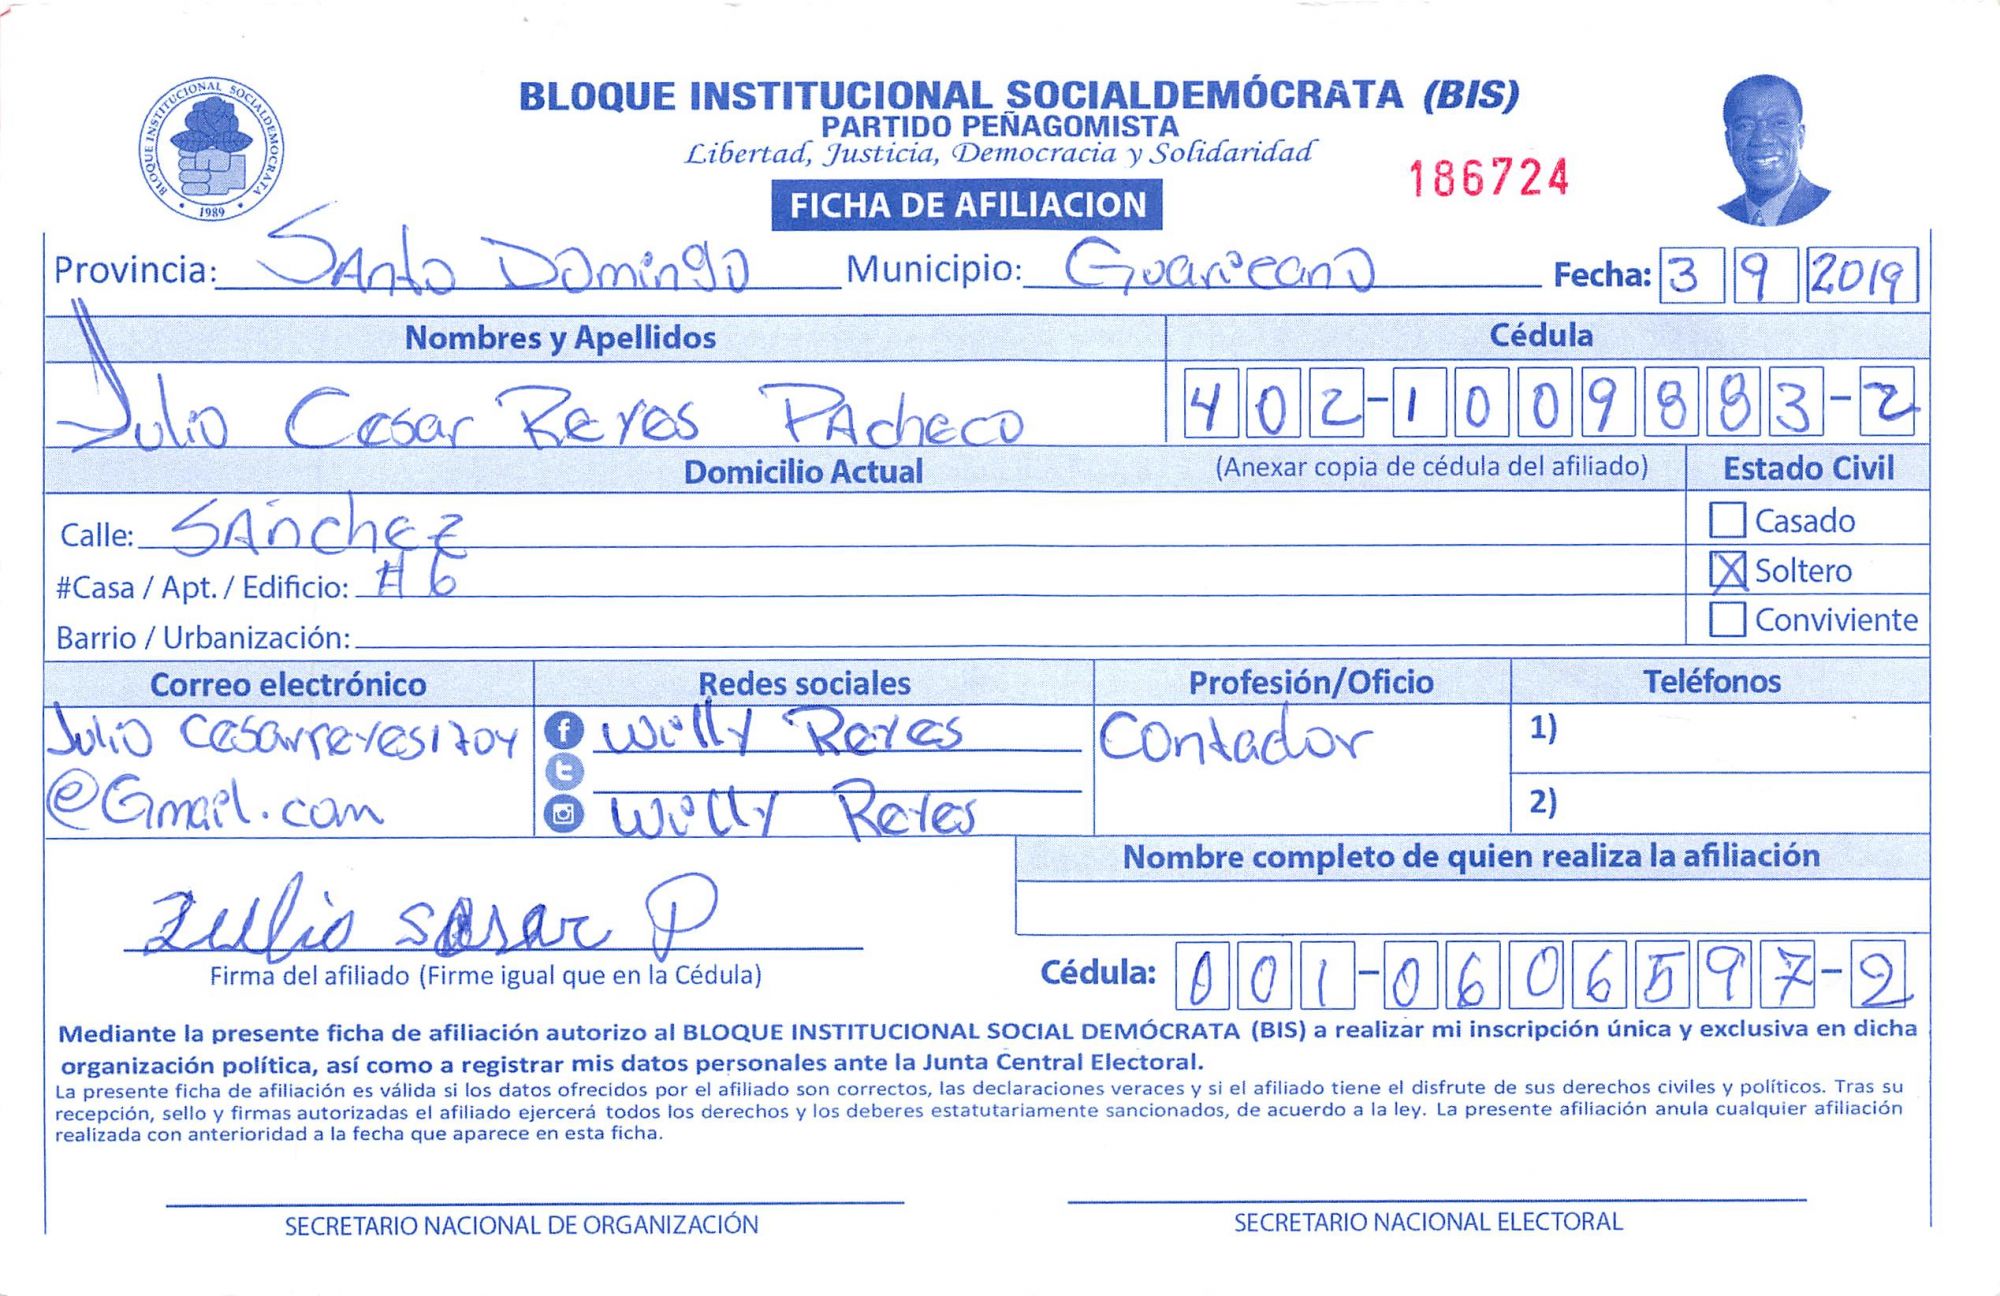 BLOQUE INSTITUCIONAL SOCIALDEMOCRATA
1989
BLOQUE INSTITUCIONAL SOCIALDEMÓCRATA (BIS)
PARTIDO PEÑAGOMISTA
Libertad, Justicia, Democracia y Solidaridad
186724
FICHA DE AFILIACION
Provincia: Santo Domingo Municipio: Guaricano Fecha: 3 9 2019
Nombres y Apellidos Cédula
Julio Cesar Reyes Pacheco 402-1009883-2
Domicilio Actual (Anexar copia de cédula del afiliado) Estado Civil
Calle: Sánchez Casado
#Casa / Apt. / Edificio: # 6 X Soltero
Barrio / Urbanización: Conviviente
Correo electrónico Redes sociales Profesión/Oficio Teléfonos
Julio Cesarreyes1704 Willy Reyes Contador 1)
@Gmail.com Willy Reyes 2)
Nombre completo de quien realiza la afiliación
Julio sesar P
Firma del afiliado (Firme igual que en la Cédula) Cédula: 001-0606597-2
Mediante la presente ficha de afiliación autorizo al BLOQUE INSTITUCIONAL SOCIAL DEMÓCRATA (BIS) a realizar mi inscripción única y exclusiva en dicha
organización política, así como a registrar mis datos personales ante la Junta Central Electoral.
La presente ficha de afiliación es válida si los datos ofrecidos por el afiliado son correctos, las declaraciones veraces y si el afiliado tiene el disfrute de sus derechos civiles y políticos. Tras su
recepción, sello y firmas autorizadas el afiliado ejercerá todos los derechos y los deberes estatutariamente sancionados, de acuerdo a la ley. La presente afiliación anula cualquier afiliación
realizada con anterioridad a la fecha que aparece en esta ficha.
SECRETARIO NACIONAL DE ORGANIZACIÓN SECRETARIO NACIONAL ELECTORAL